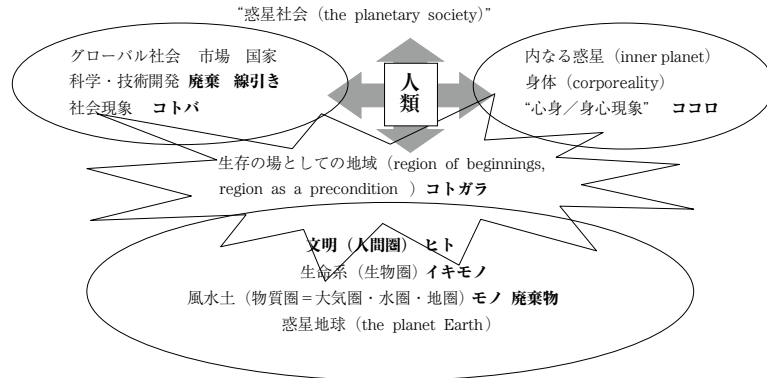 “惑星社会（the planetary society）”
グローバル社会　市場　国家
科学・技術開発 廃棄　線引き
社会現象　コトバ
人類
内なる惑星（inner planet）
身体（corporeality）
“心身／身心現象”　ココロ
生存の場としての地域（region of beginnings,
region as a precondition ）コトガラ
文明（人間圏）　ヒト
生命系（生物圏）イキモノ
風水土（物質圏＝大気圏・水圏・地圏）モノ 廃棄物
惑星地球（the planet Earth）